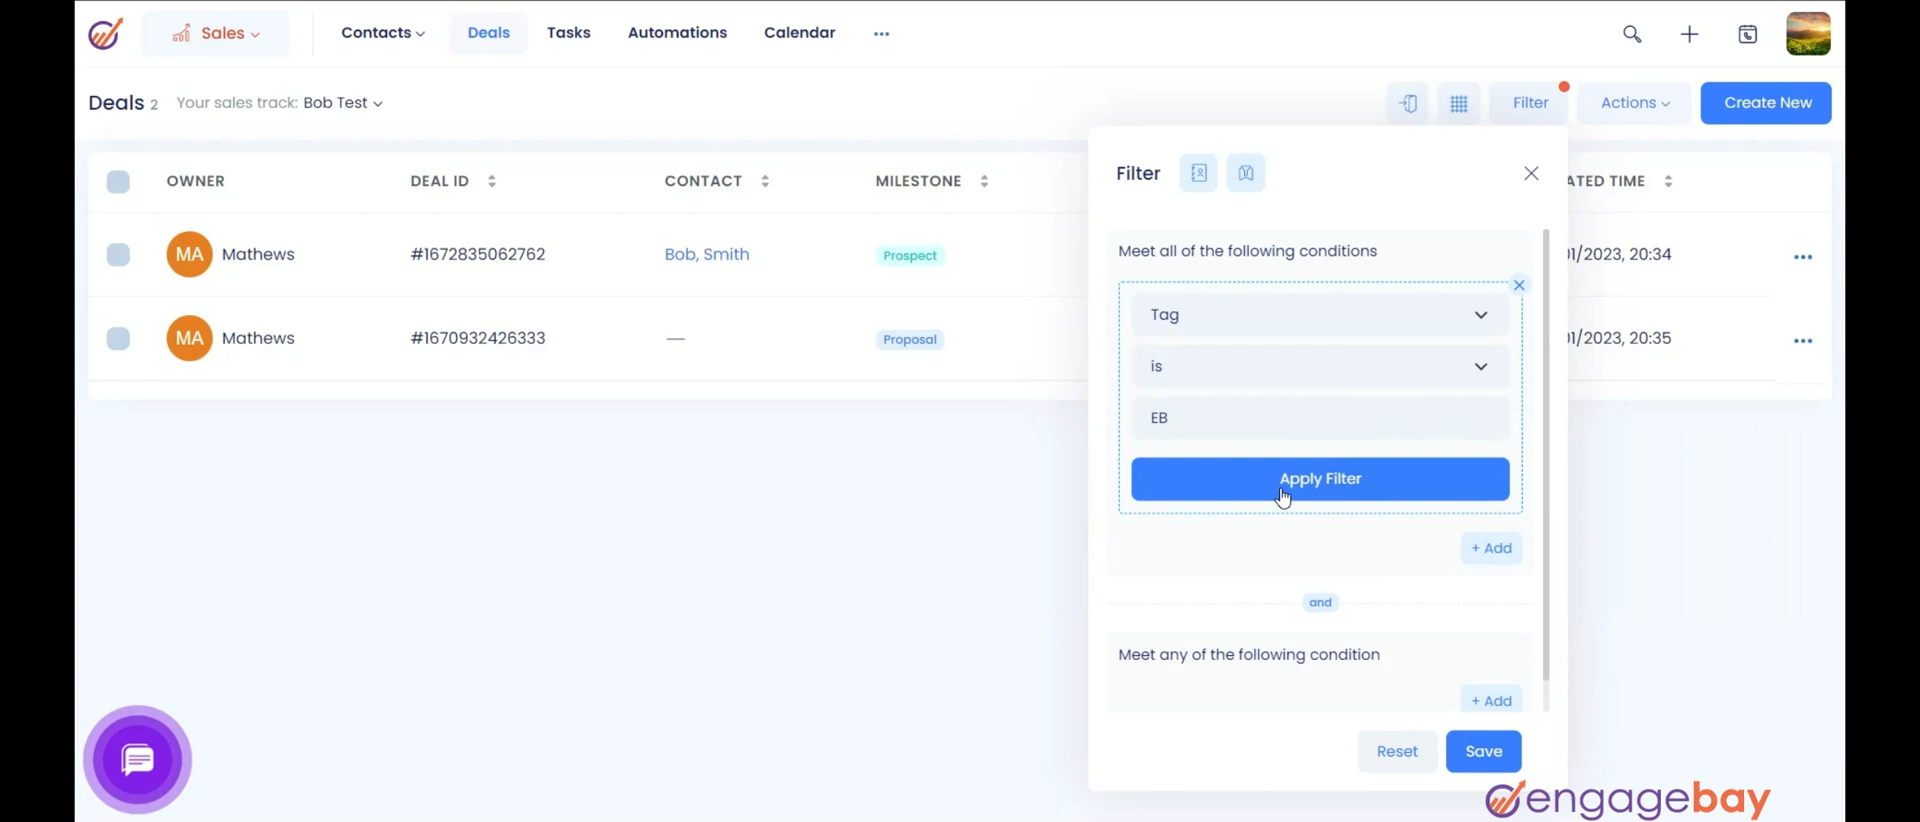 Sales
Contacts
Deals
Tasks
Automations
Calendar
Deals 2
Your sales track: Bob Test
Filter
Actions
Create New
OWNER
DEAL ID
CONTACT
MILESTONE
ATED TIME
MA Mathews
#1672835062762
Bob, Smith
Prospect
01/2023, 20:34
MA Mathews
#1670932426333
—
Proposal
01/2023, 20:35
Filter
Meet all of the following conditions
Tag
is
EB
Apply Filter
+ Add
and
Meet any of the following condition
+ Add
Reset
Save
engagebay